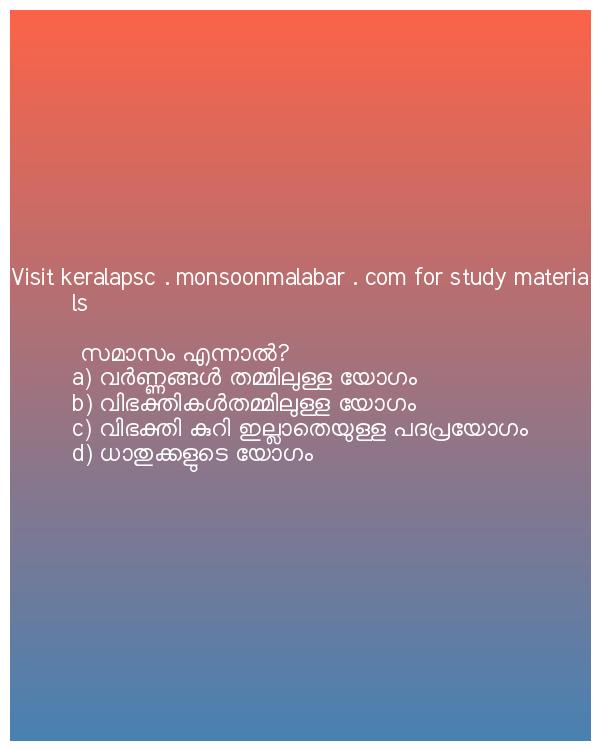 Visit keralapsc . monsoonmalabar . com for study materia
ls
സമാസം എന്നാൽ?
a) വർണ്ണങ്ങൾ തമ്മിലുള്ള യോഗം
b) വിഭക്തികൾതമ്മിലുള്ള യോഗം
c) വിഭക്തി കുറി ഇല്ലാതെയുള്ള പദപ്രയോഗം
d) ധാതുക്കളുടെ യോഗം